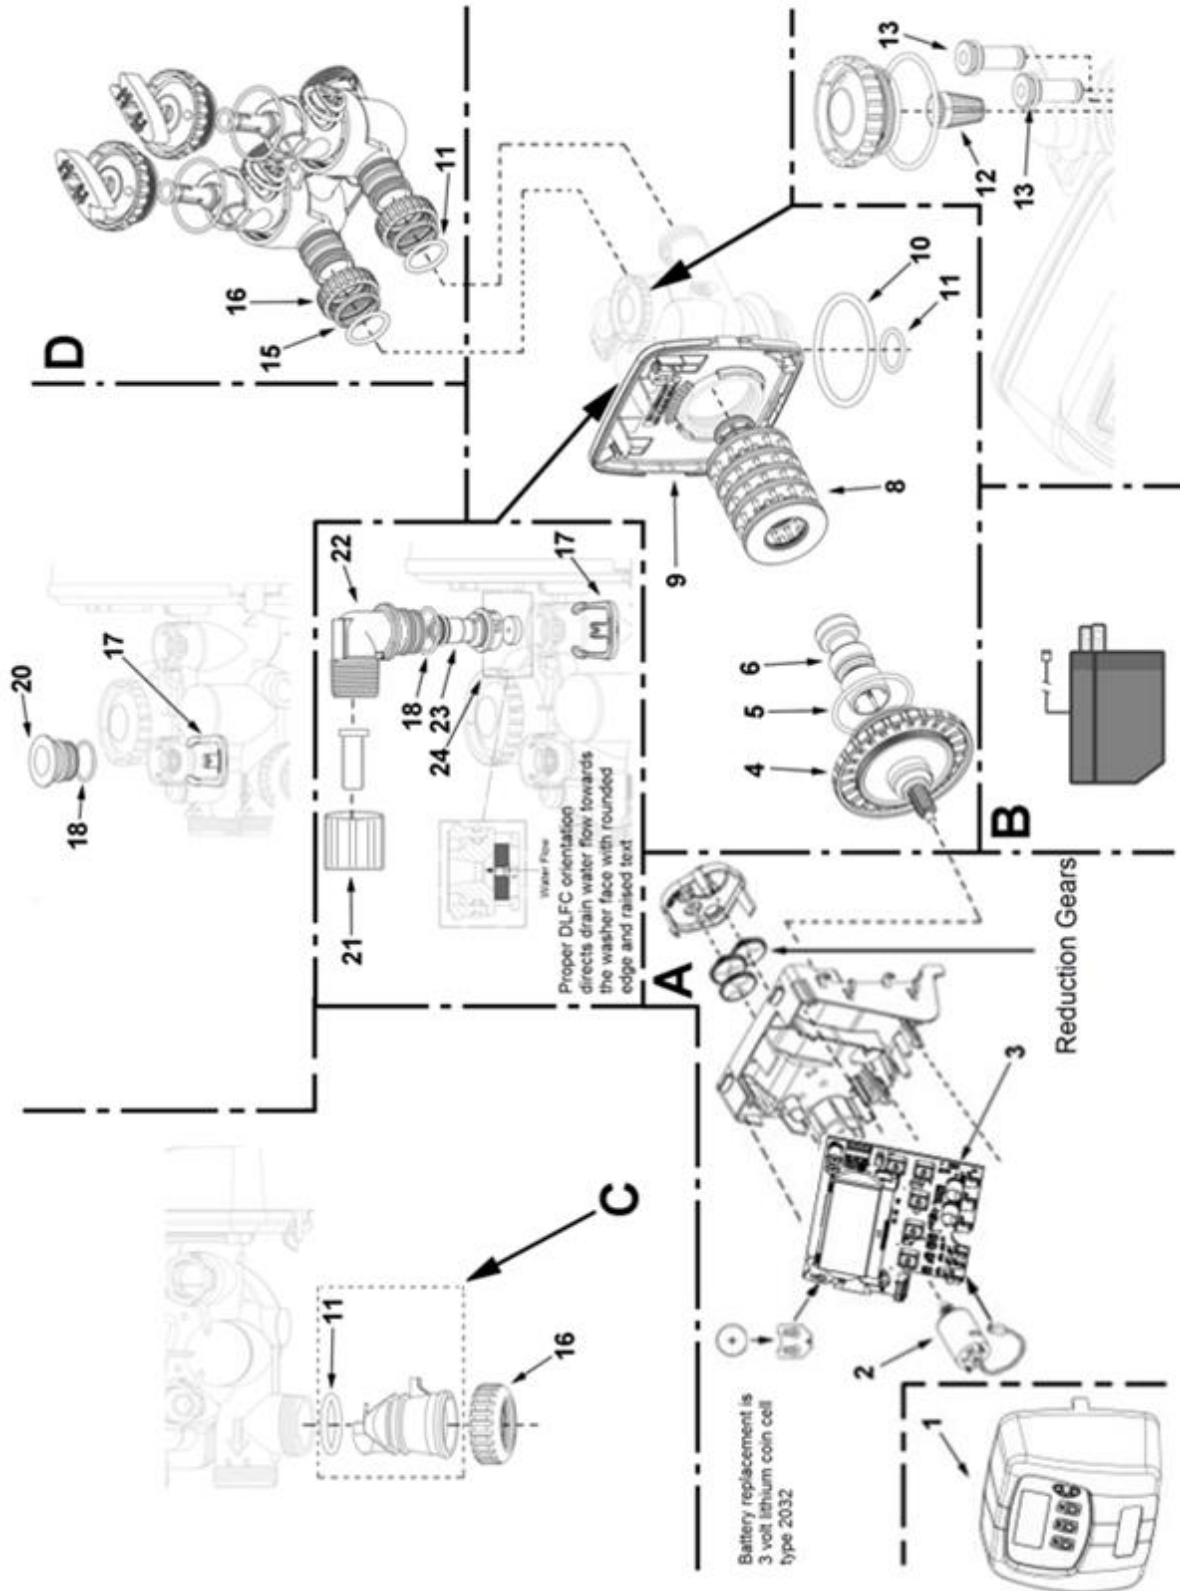 20
17
18
D
16
15
11
13
13
12
22
17
18
23
24
21
Water Flow
Proper DLFC orientation
directs drain water flow towards
the washer face with rounded
edge and raised text
10
11
9
8
6
5
4
B
A
Reduction Gears
3
2
1
Battery replacement is
3 volt lithium coin cell
type 2032
C
11
16